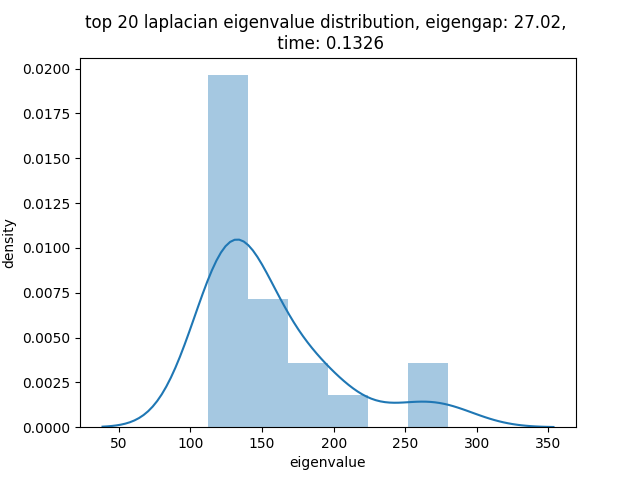 top 20 laplacian eigenvalue distribution, eigengap: 27.02,
time: 0.1326
0.0200
0.0175
0.0150
0.0125
0.0100
0.0075
0.0050
0.0025
0.0000
density
50 100 150 200 250 300 350
eigenvalue